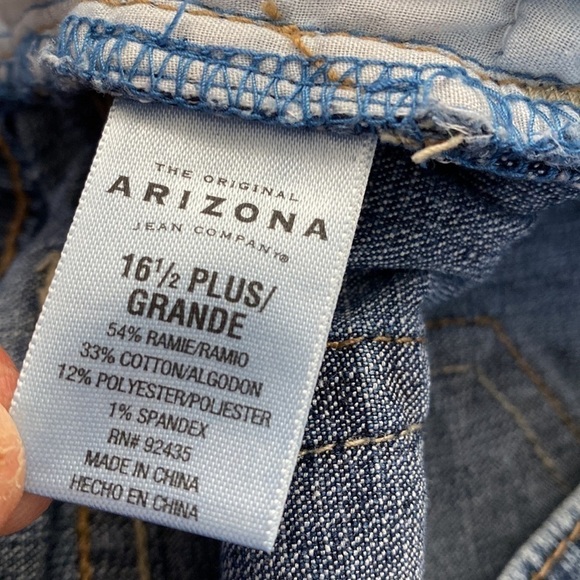 THE ORIGINAL
ARIZONA
JEAN COMPANY®
16½ PLUS/
GRANDE
54% RAMIE/RAMIO
33% COTTON/ALGODON
12% POLYESTER/POLIESTER
1% SPANDEX
RN# 92435
MADE IN CHINA
HECHO EN CHINA